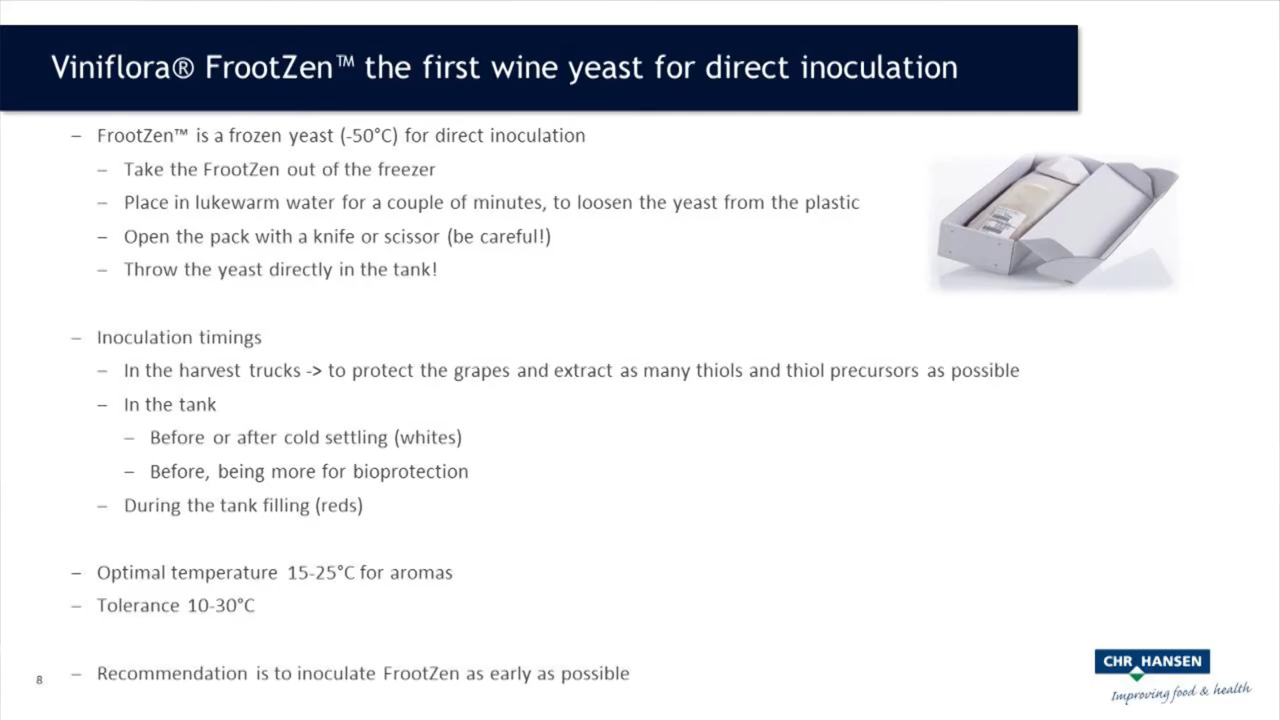 Viniflora® FrootZen™ the first wine yeast for direct inoculation
– FrootZen™ is a frozen yeast (-50°C) for direct inoculation
– Take the FrootZen out of the freezer
– Place in lukewarm water for a couple of minutes, to loosen the yeast from the plastic
– Open the pack with a knife or scissor (be careful!)
– Throw the yeast directly in the tank!
– Inoculation timings
– In the harvest trucks -> to protect the grapes and extract as many thiols and thiol precursors as possible
– In the tank
– Before or after cold settling (whites)
– Before, being more for bioprotection
– During the tank filling (reds)
– Optimal temperature 15-25°C for aromas
– Tolerance 10-30°C
– Recommendation is to inoculate FrootZen as early as possible
8
CHR HANSEN
Improving food & health